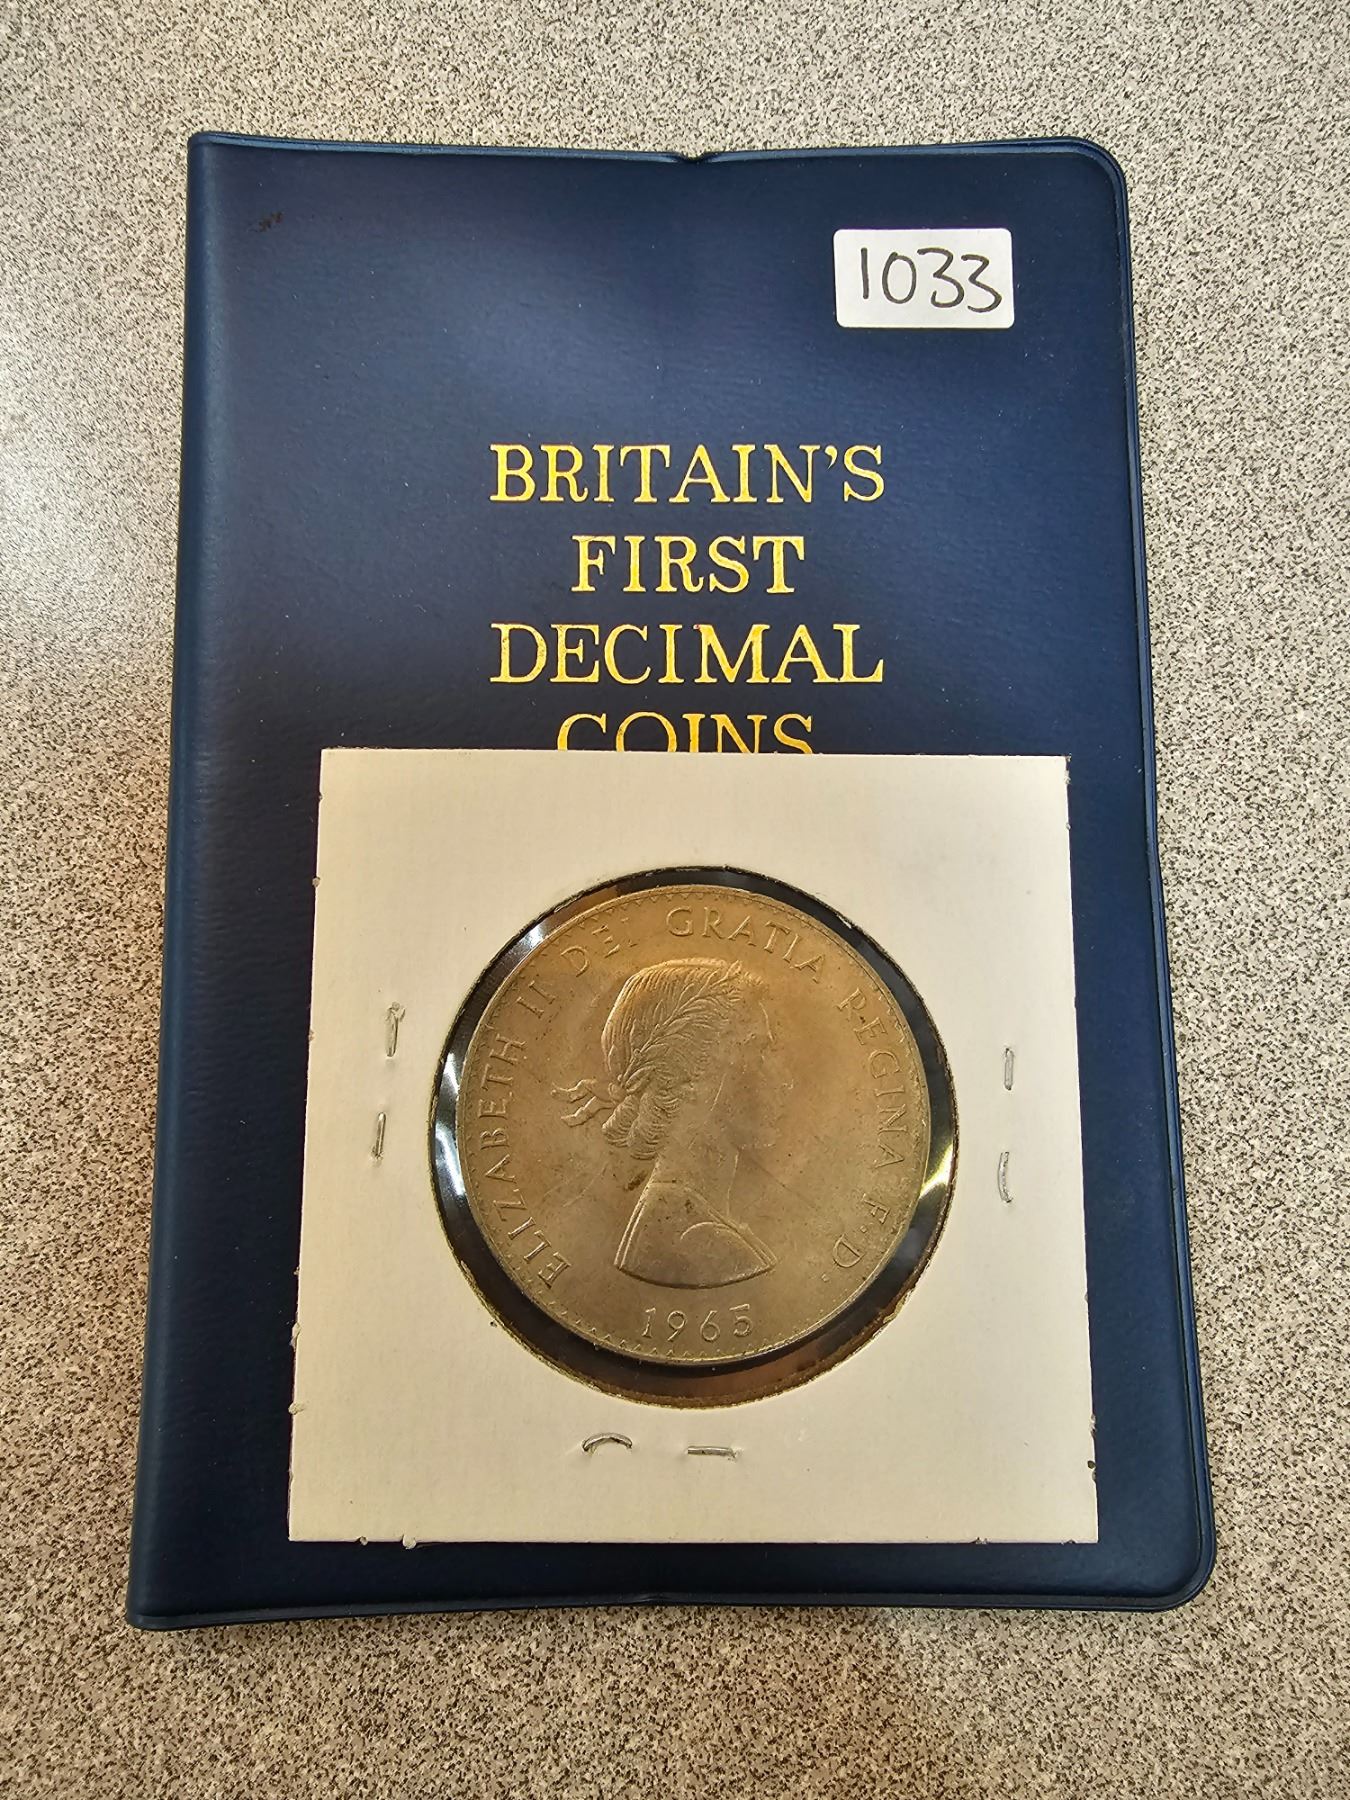 1033
BRITAIN'S
FIRST
DECIMAL
COINS
ELIZABETH II DEI GRATIA REGINA F·D·
1965